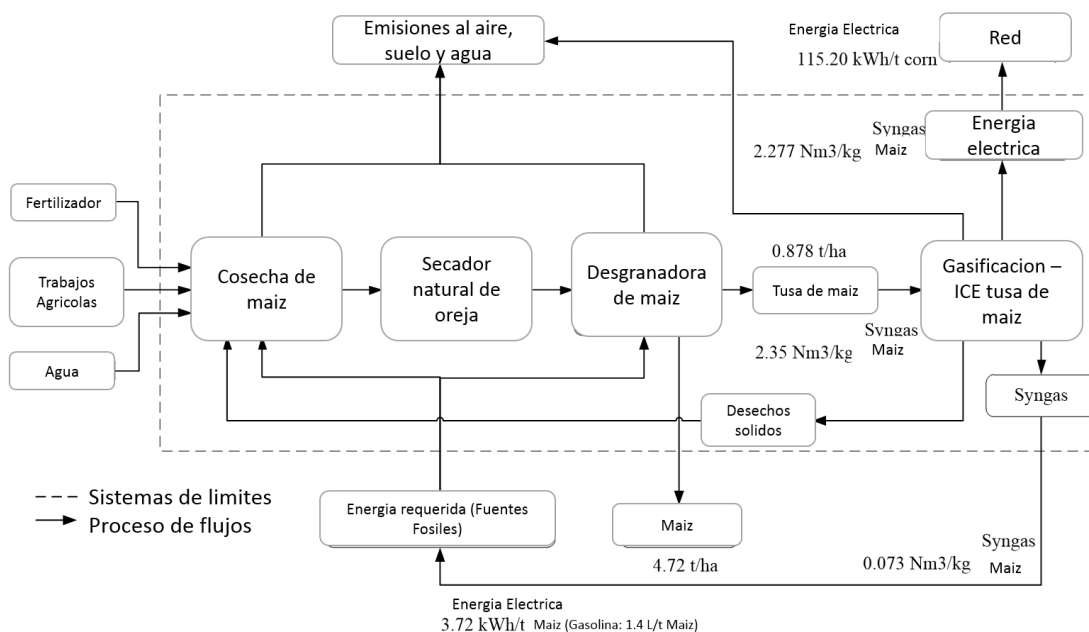 Emisiones al aire,
suelo y agua
Energia Electrica
115.20 kWh/t corn
Red
Syngas
2.277 Nm3/kg Maiz
Energia
electrica
Fertilizador
Trabajos
Agricolas
Agua
Cosecha de
maiz
Secador
natural de
oreja
Desgranadora
de maiz
0.878 t/ha
Tusa de maiz
Syngas
2.35 Nm3/kg Maiz
Gasificacion –
ICE tusa de
maiz
Syngas
Desechos
solidos
Sistemas de limites
Proceso de flujos
Energia requerida (Fuentes
Fosiles)
Maiz
4.72 t/ha
Syngas
0.073 Nm3/kg Maiz
Energia Electrica
3.72 kWh/t Maiz (Gasolina: 1.4 L/t Maiz)